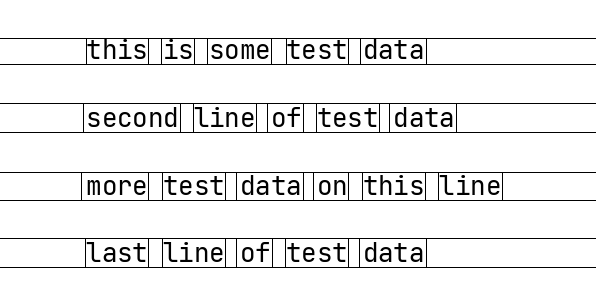 this is some test data
second line of test data
more test data on this line
last line of test data